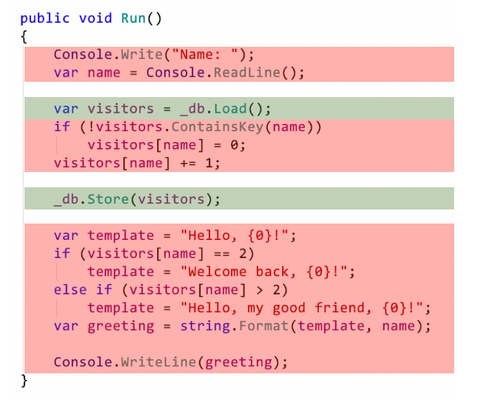 public void Run()
{
    Console.Write("Name: ");
    var name = Console.ReadLine();
    var visitors = _db.Load();
    if (!visitors.ContainsKey(name))
        visitors[name] = 0;
    visitors[name] += 1;
    _db.Store(visitors);
    var template = "Hello, {0}!";
    if (visitors[name] == 2)
        template = "Welcome back, {0}!";
    else if (visitors[name] > 2)
        template = "Hello, my good friend, {0}!";
    var greeting = string.Format(template, name);
    Console.WriteLine(greeting);
}